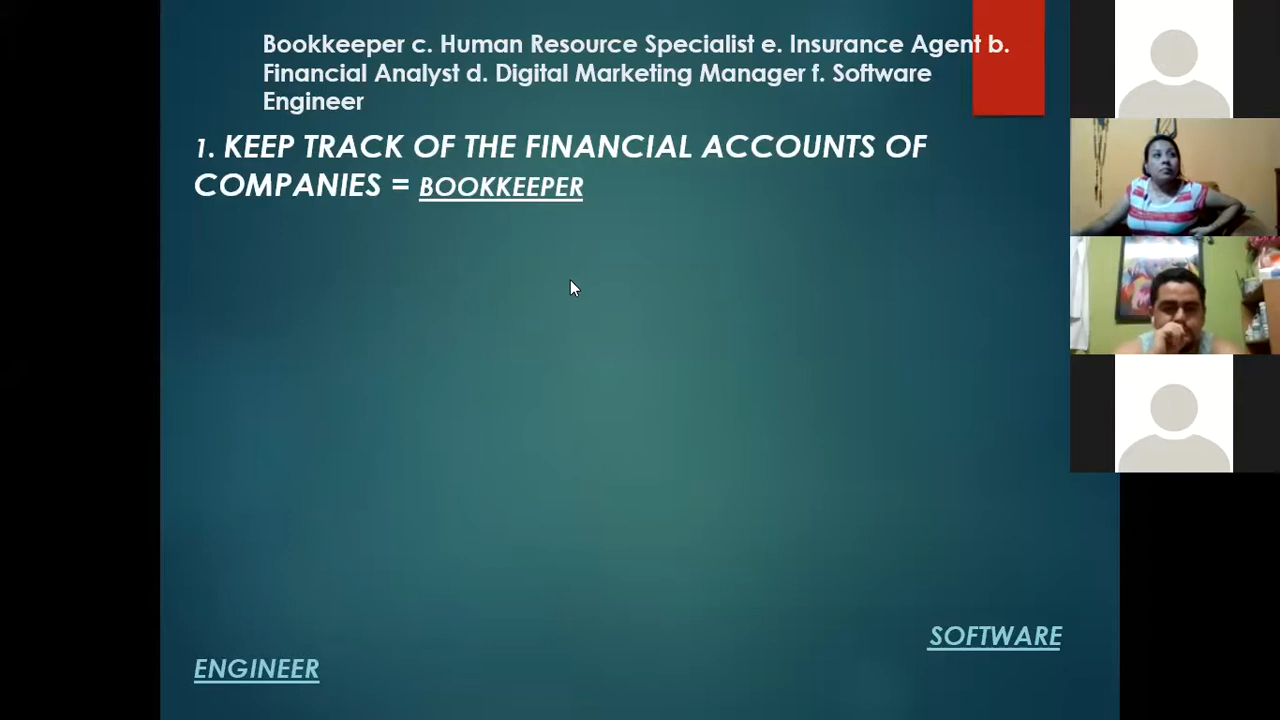 Bookkeeper c. Human Resource Specialist e. Insurance Agent b.
Financial Analyst d. Digital Marketing Manager f. Software
Engineer
1. KEEP TRACK OF THE FINANCIAL ACCOUNTS OF
COMPANIES = BOOKKEEPER
SOFTWARE
ENGINEER